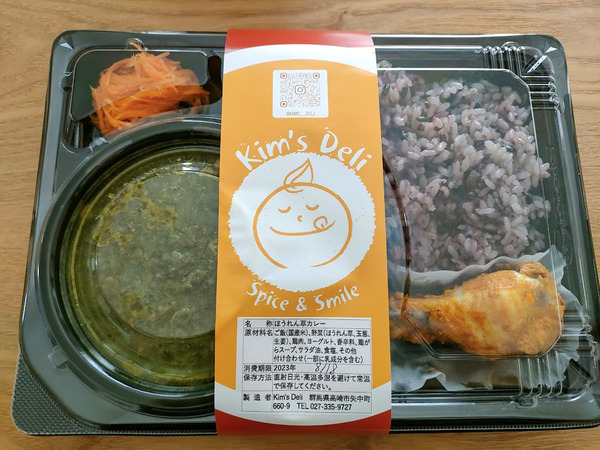 Kim's Deli
Spice & Smile
名 称 ほうれん草カレー
原材料名 ご飯(国産米)、野菜(ほうれん草、玉葱、
生姜)、鶏肉、ヨーグルト、香辛料、鶏が
らスープ、サラダ油、食塩、その他
付け合わせ(一部に乳成分を含む)
消費期限 2023年 8/18
保存方法 直射日光・高温多湿を避けて常温
で保存してください。
製 造 者 Kim's Deli 群馬県高崎市矢中町
660-9 TEL 027-335-9727